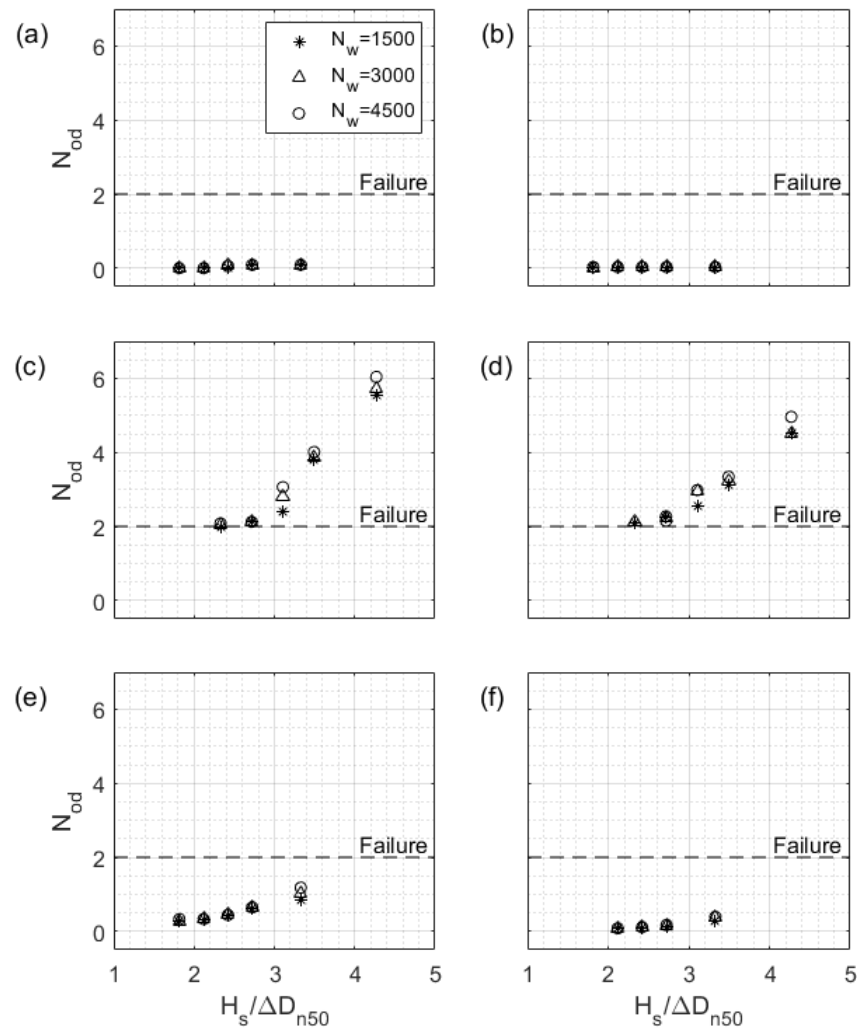 (a)
6
4
2
0
N_od
N_w=1500
N_w=3000
N_w=4500
Failure
(b)
Failure
(c)
6
4
2
0
N_od
Failure
(d)
Failure
(e)
6
4
2
0
N_od
Failure
1 2 3 4 5
H_s/ΔD_n50
(f)
Failure
1 2 3 4 5
H_s/ΔD_n50